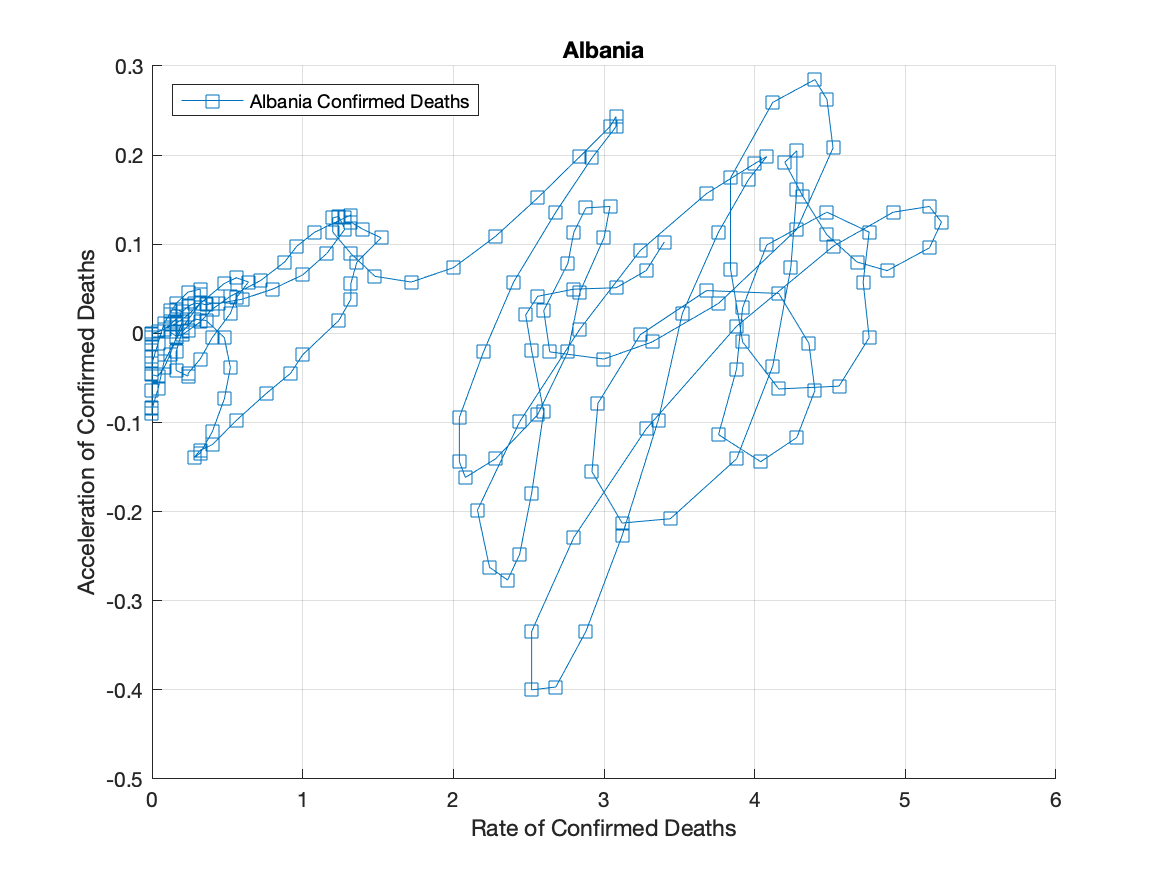 Albania
Albania Confirmed Deaths
0.3
0.2
0.1
0
-0.1
-0.2
-0.3
-0.4
-0.5
Acceleration of Confirmed Deaths
0 1 2 3 4 5 6
Rate of Confirmed Deaths